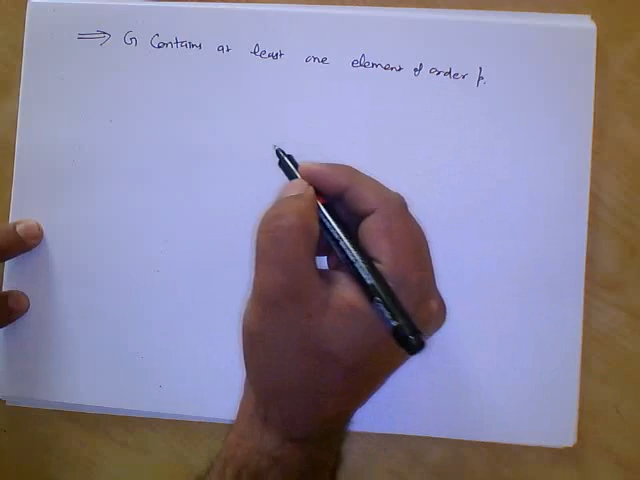 ⟹ G Contains at least one element of order p.